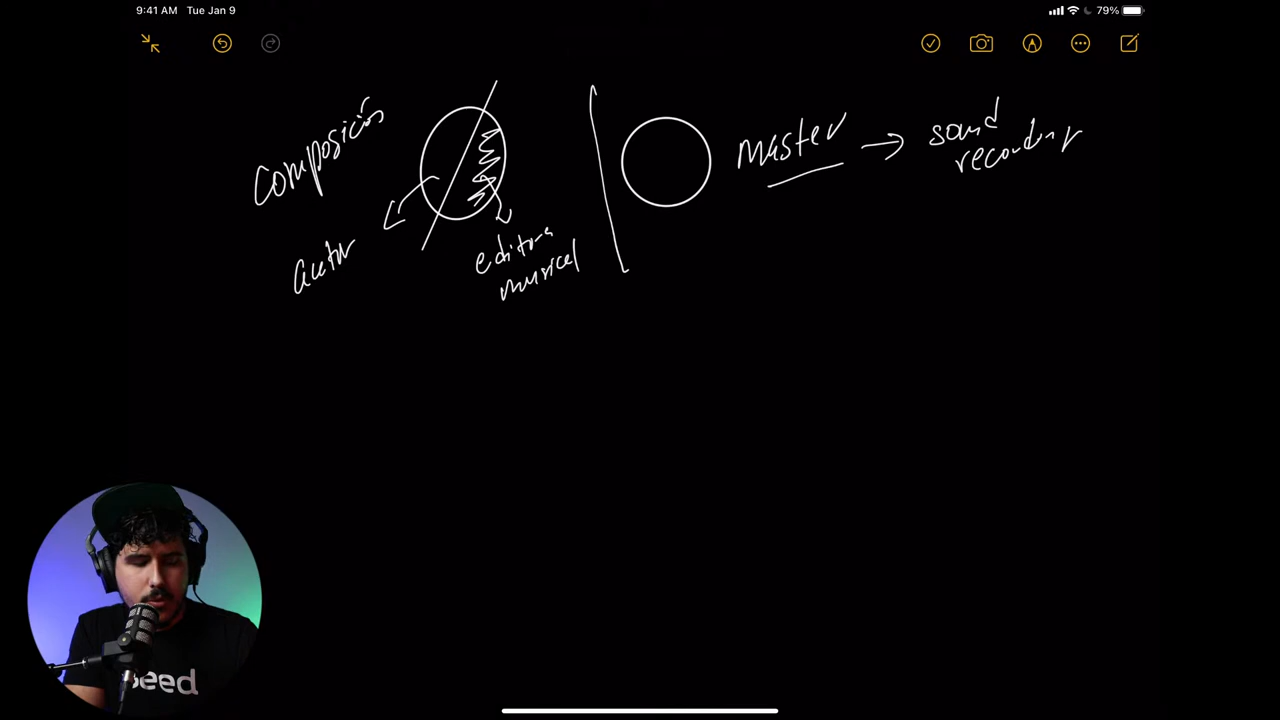 9:41 AM Tue Jan 9
79%
composición
master → sound
recording
autor
editora
musical
seed